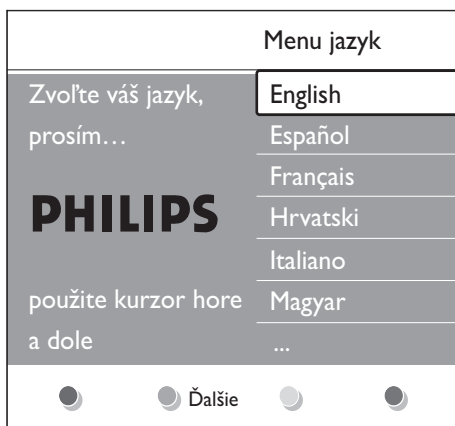 Menu jazyk
Zvoľte váš jazyk,
prosím…
PHILIPS
použite kurzor hore
a dole
English
Español
Français
Hrvatski
Italiano
Magyar
...
Ďalšie